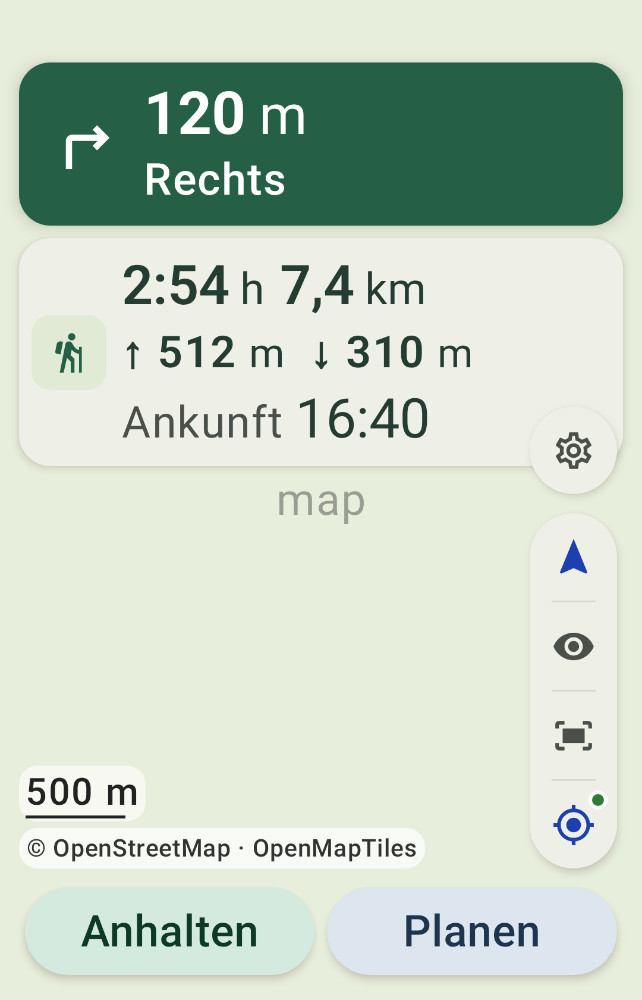 120 m
Rechts
2:54 h 7,4 km
↑ 512 m ↓ 310 m
Ankunft 16:40
map
500 m
© OpenStreetMap · OpenMapTiles
Anhalten
Planen